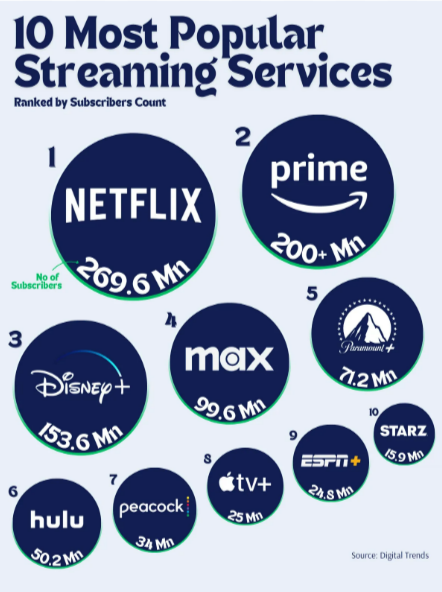 10 Most Popular
Streaming Services
Ranked by Subscribers Count
1
NETFLIX
269.6 Mn
No of
Subscribers
2
prime
200+ Mn
3
Disney+
153.6 Mn
4
max
99.6 Mn
5
Paramount+
71.2 Mn
6
hulu
50.2 Mn
7
peacock
34 Mn
8
tv+
25 Mn
9
ESPN+
24.8 Mn
10
STARZ
15.9 Mn
Source: Digital Trends